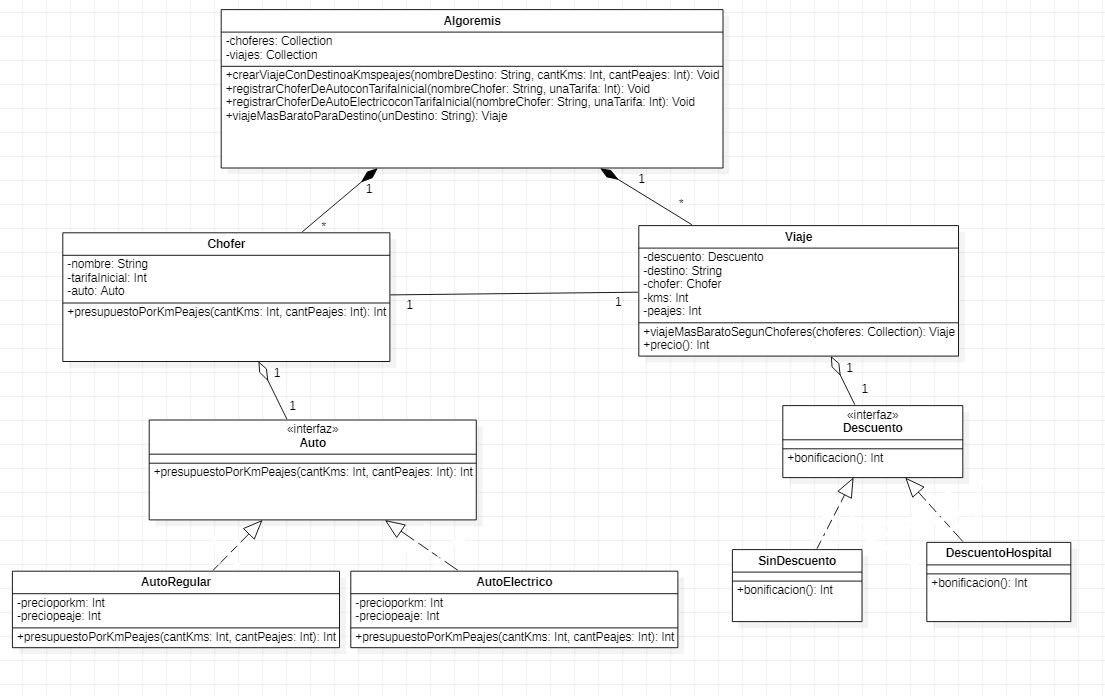 Algoremis
-choferes: Collection
-viajes: Collection
+crearViajeConDestinoaKmspeajes(nombreDestino: String, cantKms: Int, cantPeajes: Int): Void
+registrarChoferDeAutoconTarifaInicial(nombreChofer: String, unaTarifa: Int): Void
+registrarChoferDeAutoElectricoconTarifaInicial(nombreChofer: String, unaTarifa: Int): Void
+viajeMasBaratoParaDestino(unDestino: String): Viaje
1
*
1
*
Chofer
-nombre: String
-tarifaInicial: Int
-auto: Auto
+presupuestoPorKmPeajes(cantKms: Int, cantPeajes: Int): Int
1
1
Viaje
-descuento: Descuento
-destino: String
-chofer: Chofer
-kms: Int
-peajes: Int
+viajeMasBaratoSegunChoferes(choferes: Collection): Viaje
+precio(): Int
1
1
«interfaz»
Auto
+presupuestoPorKmPeajes(cantKms: Int, cantPeajes: Int): Int
1
1
«interfaz»
Descuento
+bonificacion(): Int
AutoRegular
-precioporkm: Int
-preciopeaje: Int
+presupuestoPorKmPeajes(cantKms: Int, cantPeajes: Int): Int
AutoElectrico
-precioporkm: Int
-preciopeaje: Int
+presupuestoPorKmPeajes(cantKms: Int, cantPeajes: Int): Int
SinDescuento
+bonificacion(): Int
DescuentoHospital
+bonificacion(): Int